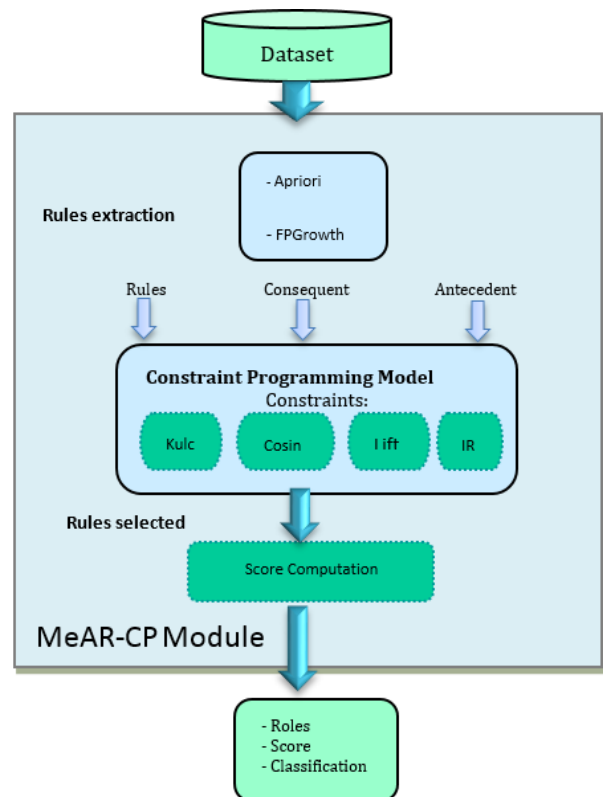 Dataset
- Apriori
Rules extraction
- FPGrowth
Rules Consequent Antecedent
Constraint Programming Model
Constraints:
Kulc Cosin I ift IR
Rules selected
Score Computation
MeAR-CP Module
- Roles
- Score
- Classification